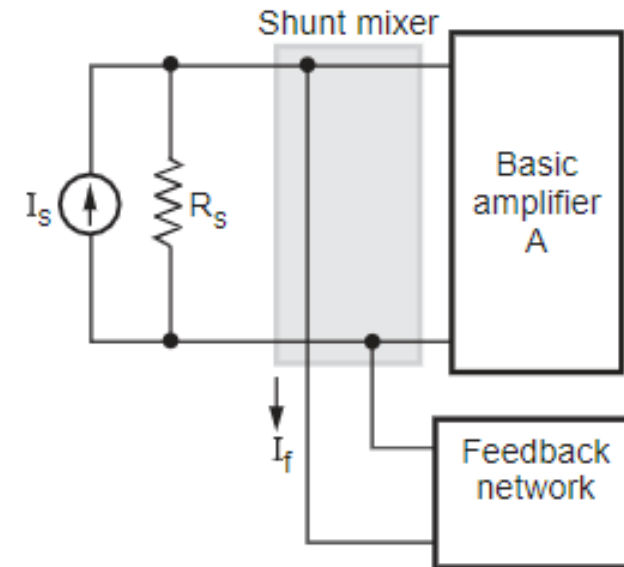 Shunt mixer
Basic
amplifier
A
Is
Rs
If
Feedback
network